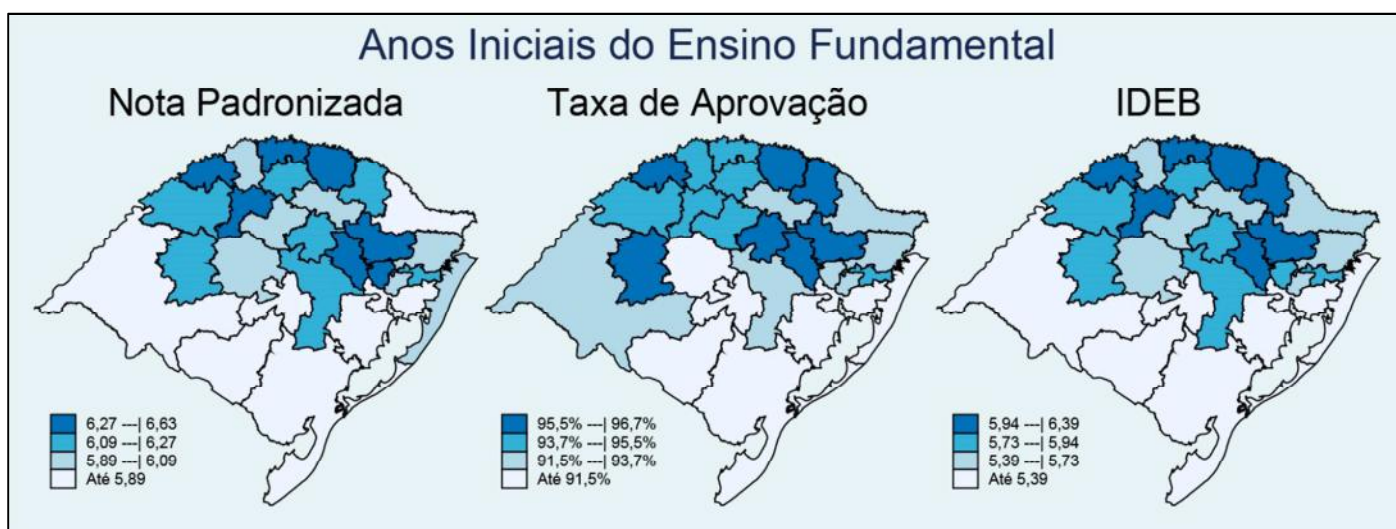 Anos Iniciais do Ensino Fundamental
Nota Padronizada
6,27 ---| 6,63
6,09 ---| 6,27
5,89 ---| 6,09
Até 5,89
Taxa de Aprovação
95,5% ---| 96,7%
93,7% ---| 95,5%
91,5% ---| 93,7%
Até 91,5%
IDEB
5,94 ---| 6,39
5,73 ---| 5,94
5,39 ---| 5,73
Até 5,39